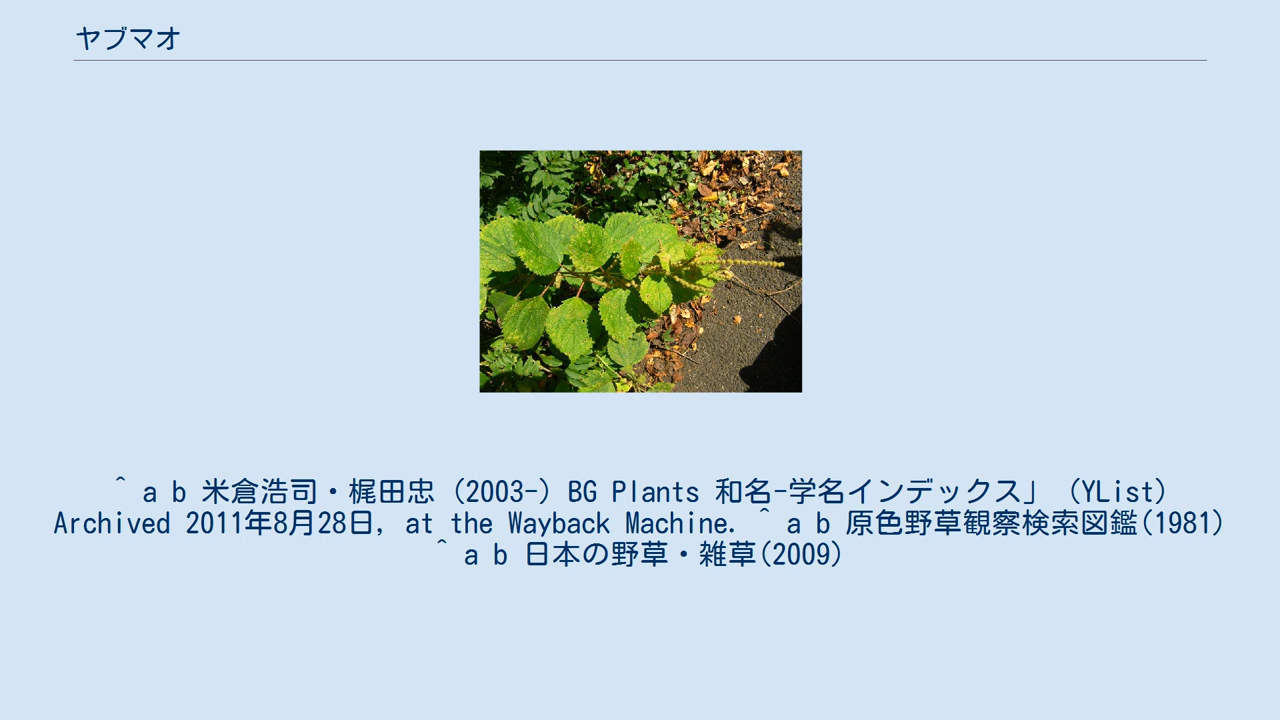 ヤブマオ
^ a b 米倉浩司・梶田忠 (2003-) BG Plants 和名-学名インデックス」 (YList)
Archived 2011年8月28日, at the Wayback Machine. ^ a b 原色野草観察検索図鑑(1981)
^ a b 日本の野草・雑草(2009)